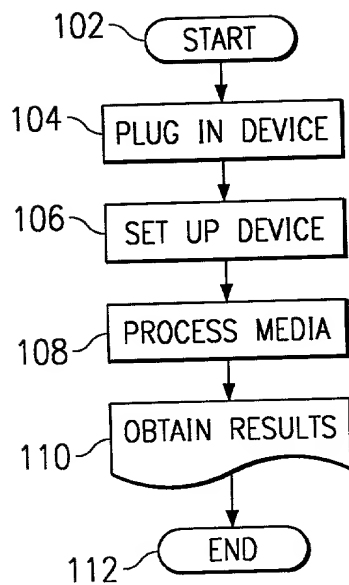 102 START
104 PLUG IN DEVICE
106 SET UP DEVICE
108 PROCESS MEDIA
110 OBTAIN RESULTS
112 END